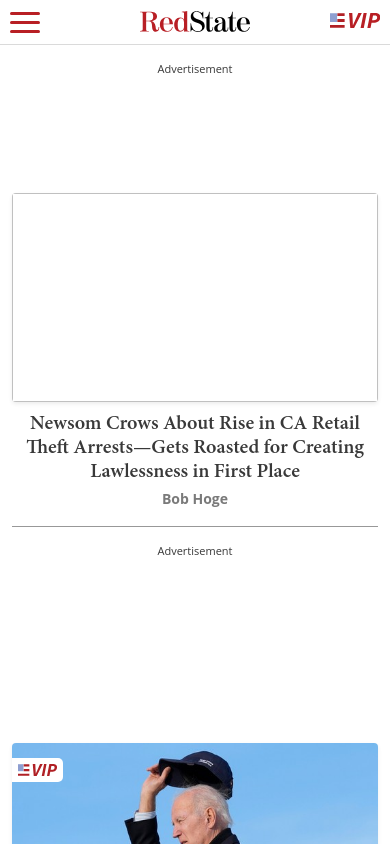 RedState
VIP
Advertisement
Newsom Crows About Rise in CA Retail
Theft Arrests—Gets Roasted for Creating
Lawlessness in First Place
Bob Hoge
Advertisement
VIP